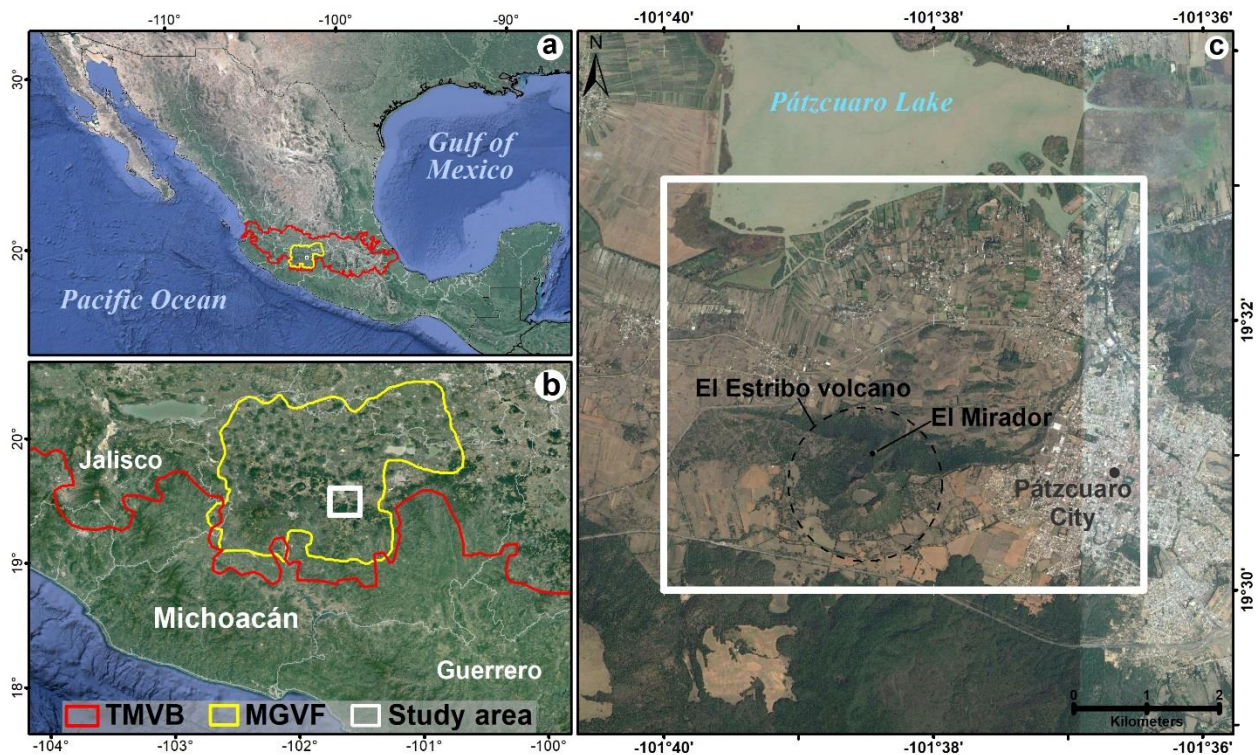 -110°
-100°
-90°
a
30°
20°
Gulf of
Mexico
Pacific Ocean
b
20°
19°
18°
Jalisco
Michoacán
Guerrero
TMVB
MGVF
Study area
-104°
-103°
-102°
-101°
-100°
-101°40'
-101°38'
-101°36'
c
N
Pátzcuaro Lake
19°32'
El Estribo volcano
El Mirador
Pátzcuaro
City
19°30'
0
1
2
Kilometers
-101°40'
-101°38'
-101°36'